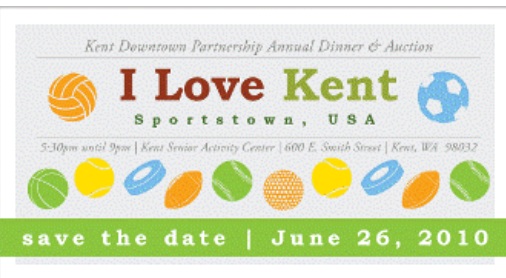 Kent Downtown Partnership Annual Dinner & Auction
I Love Kent
Sportstown, USA
5:30pm until 9pm | Kent Senior Activity Center | 600 E. Smith Street | Kent, WA 98032
save the date | June 26, 2010